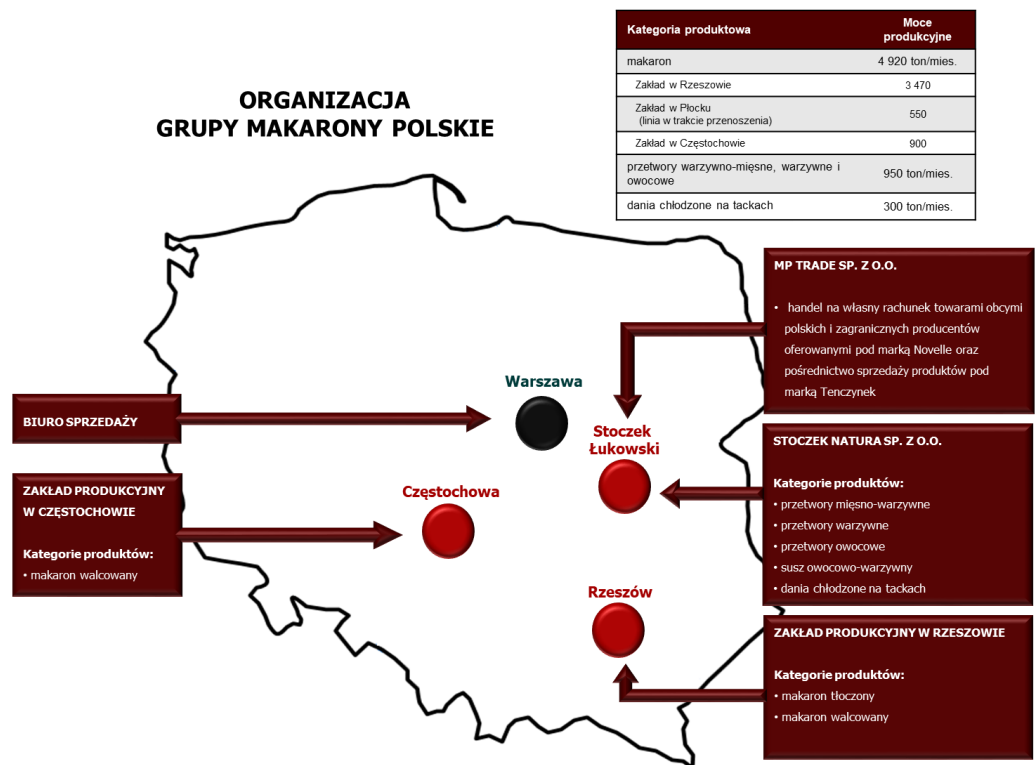 Kategoria produktowa
Moce
produkcyjne
makaron
4 920 ton/mies.
Zakład w Rzeszowie
3 470
Zakład w Płocku
(linia w trakcie przenoszenia)
550
Zakład w Częstochowie
900
przetwory warzywno-mięsne, warzywne i
owocowe
950 ton/mies.
dania chłodzone na tackach
300 ton/mies.
ORGANIZACJA
GRUPY MAKARONY POLSKIE
MP TRADE SP. Z O.O.
• handel na własny rachunek towarami obcymi
polskich i zagranicznych producentów
oferowanymi pod marką Novelle oraz
pośrednictwo sprzedaży produktów pod
marką Tenczynek
Warszawa
BIURO SPRZEDAŻY
Stoczek
Łukowski
STOCZEK NATURA SP. Z O.O.
Kategorie produktów:
• przetwory mięsno-warzywne
• przetwory warzywne
• przetwory owocowe
• susz owocowo-warzywny
• dania chłodzone na tackach
ZAKŁAD PRODUKCYJNY
W CZĘSTOCHOWIE
Kategorie produktów:
• makaron walcowany
Częstochowa
Rzeszów
ZAKŁAD PRODUKCYJNY W RZESZOWIE
Kategorie produktów:
• makaron tłoczony
• makaron walcowany